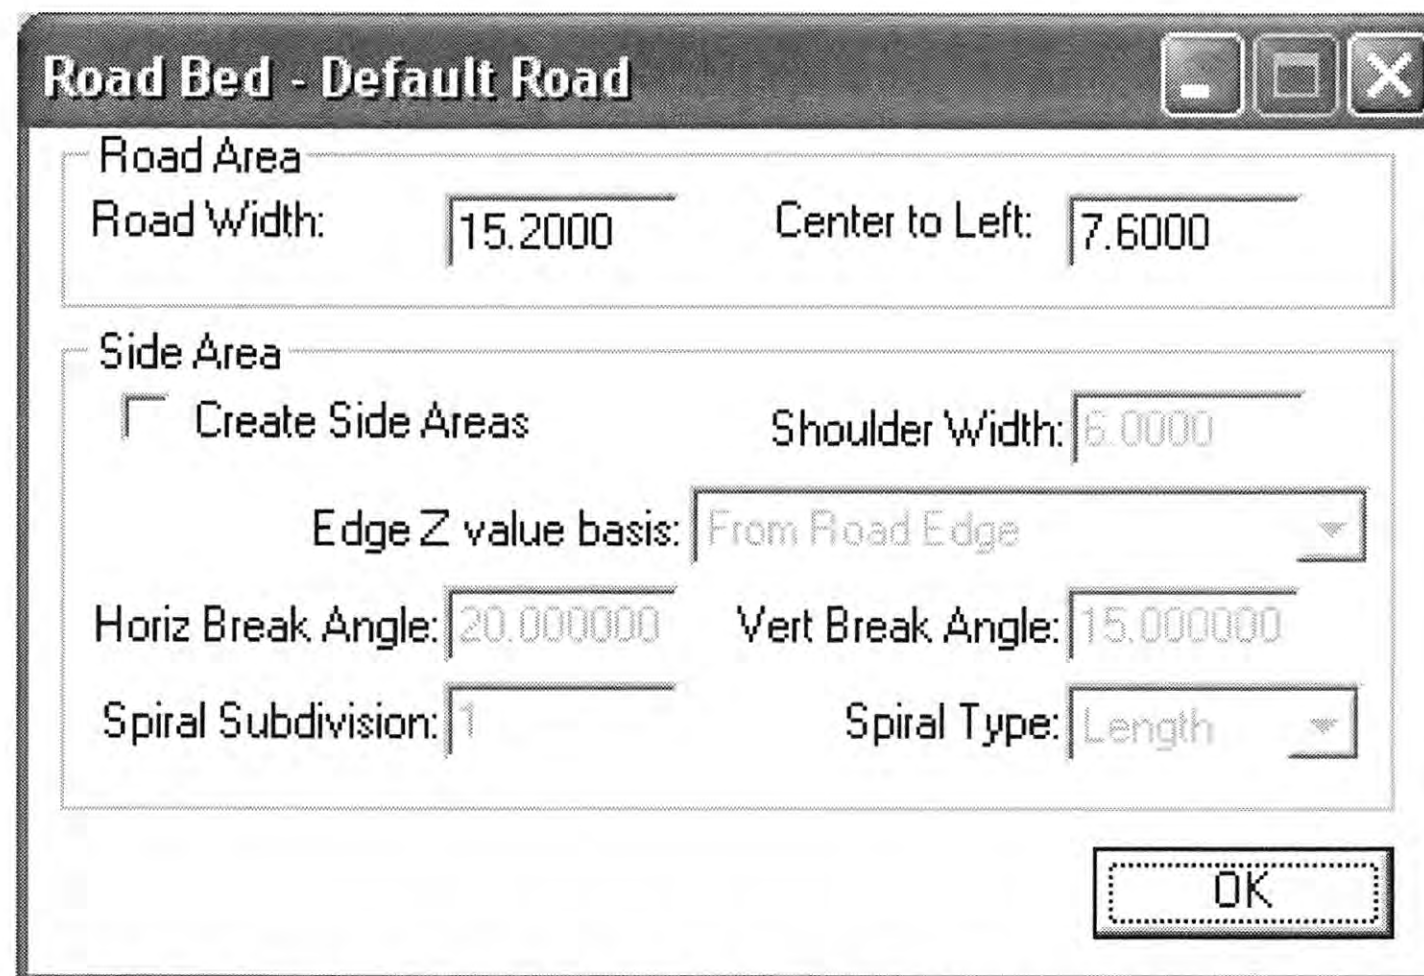 Road Bed - Default Road
Road Area
Road Width: 15.2000 Center to Left: 7.6000
Side Area
Create Side Areas Shoulder Width: 6.0000
Edge Z value basis: From Road Edge
Horiz Break Angle: 20.000000 Vert Break Angle: 15.000000
Spiral Subdivision: 1 Spiral Type: Length
OK